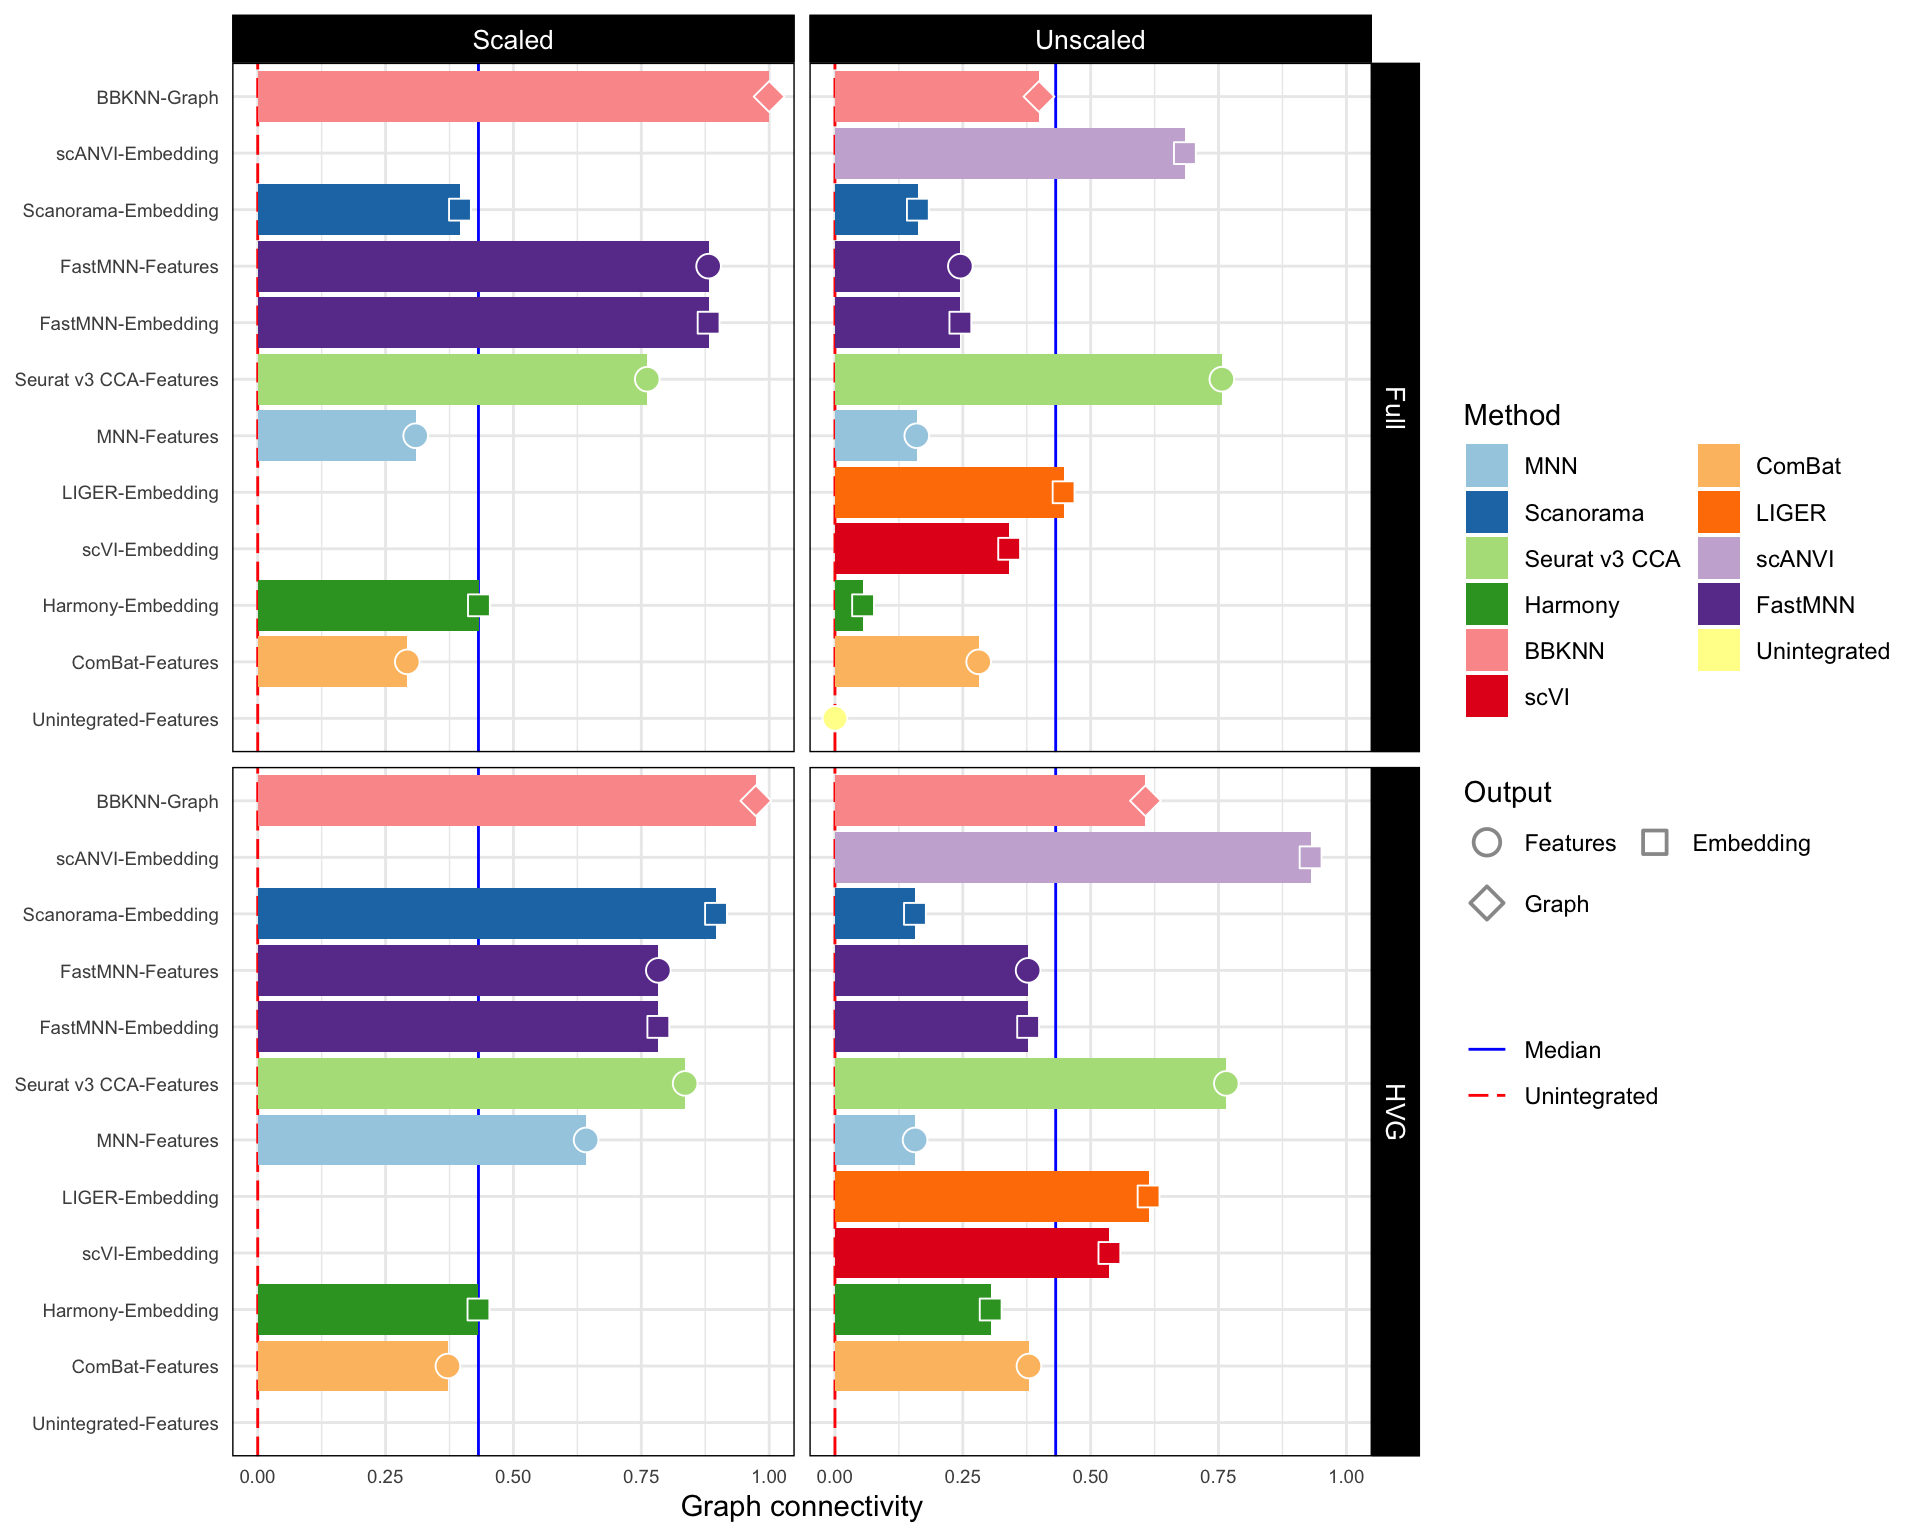 Scaled
Unscaled
BBKNN-Graph
scANVI-Embedding
Scanorama-Embedding
FastMNN-Features
FastMNN-Embedding
Seurat v3 CCA-Features
MNN-Features
LIGER-Embedding
scVI-Embedding
Harmony-Embedding
ComBat-Features
Unintegrated-Features
Full
BBKNN-Graph
scANVI-Embedding
Scanorama-Embedding
FastMNN-Features
FastMNN-Embedding
Seurat v3 CCA-Features
MNN-Features
LIGER-Embedding
scVI-Embedding
Harmony-Embedding
ComBat-Features
Unintegrated-Features
HVG
0.00 0.25 0.50 0.75 1.00
0.00 0.25 0.50 0.75 1.00
Graph connectivity
Method
MNN
Scanorama
Seurat v3 CCA
Harmony
BBKNN
scVI
ComBat
LIGER
scANVI
FastMNN
Unintegrated
Output
Features
Embedding
Graph
Median
Unintegrated